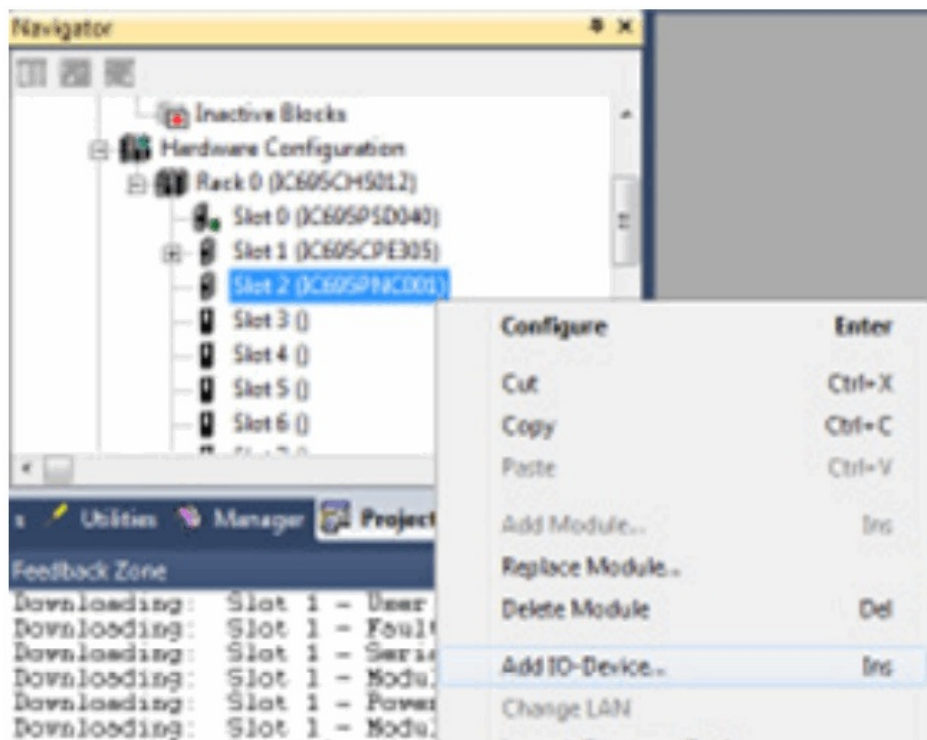 Navigator
Inactive Blocks
Hardware Configuration
Rack 0 (IC695CHS012)
Slot 0 (IC695PSD040)
Slot 1 (IC695CPE305)
Slot 2 (IC695PNC001)
Slot 3 ()
Slot 4 ()
Slot 5 ()
Slot 6 ()
Configure Enter
Cut Ctrl+X
Copy Ctrl+C
Paste Ctrl+V
Add Module... Ins
Replace Module...
Delete Module Del
Add IO-Device... Ins
Change LAN
s Utilities Manager Project
Feedback Zone
Downloading: Slot 1 - User
Downloading: Slot 1 - Fault
Downloading: Slot 1 - Serie
Downloading: Slot 1 - Modul
Downloading: Slot 1 - Power
Downloading: Slot 1 - Modul